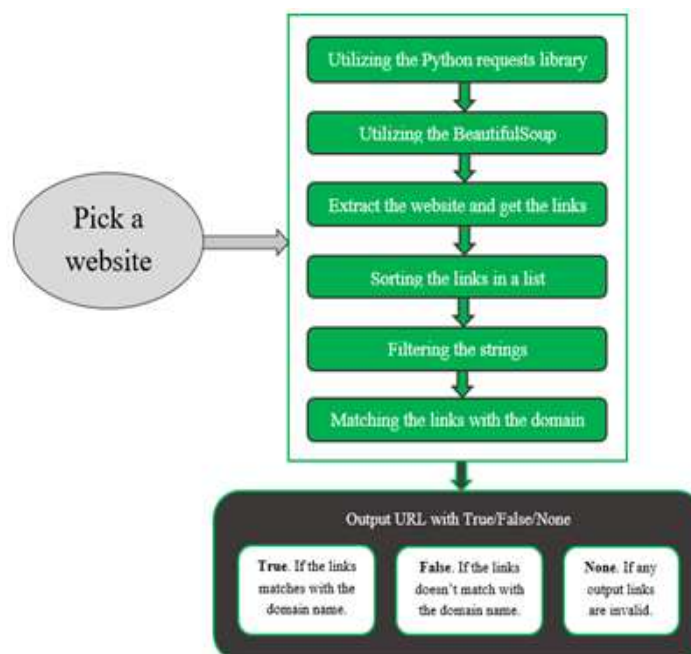 Utilizing the Python requests library
Utilizing the BeautifulSoup
Extract the website and get the links
Sorting the links in a list
Filtering the strings
Matching the links with the domain
Pick a
website
Output URL with True/False/None
True. If the links
matches with the
domain name.
False. If the links
doesn't match with
the domain name.
None. If any
output links
are invalid.